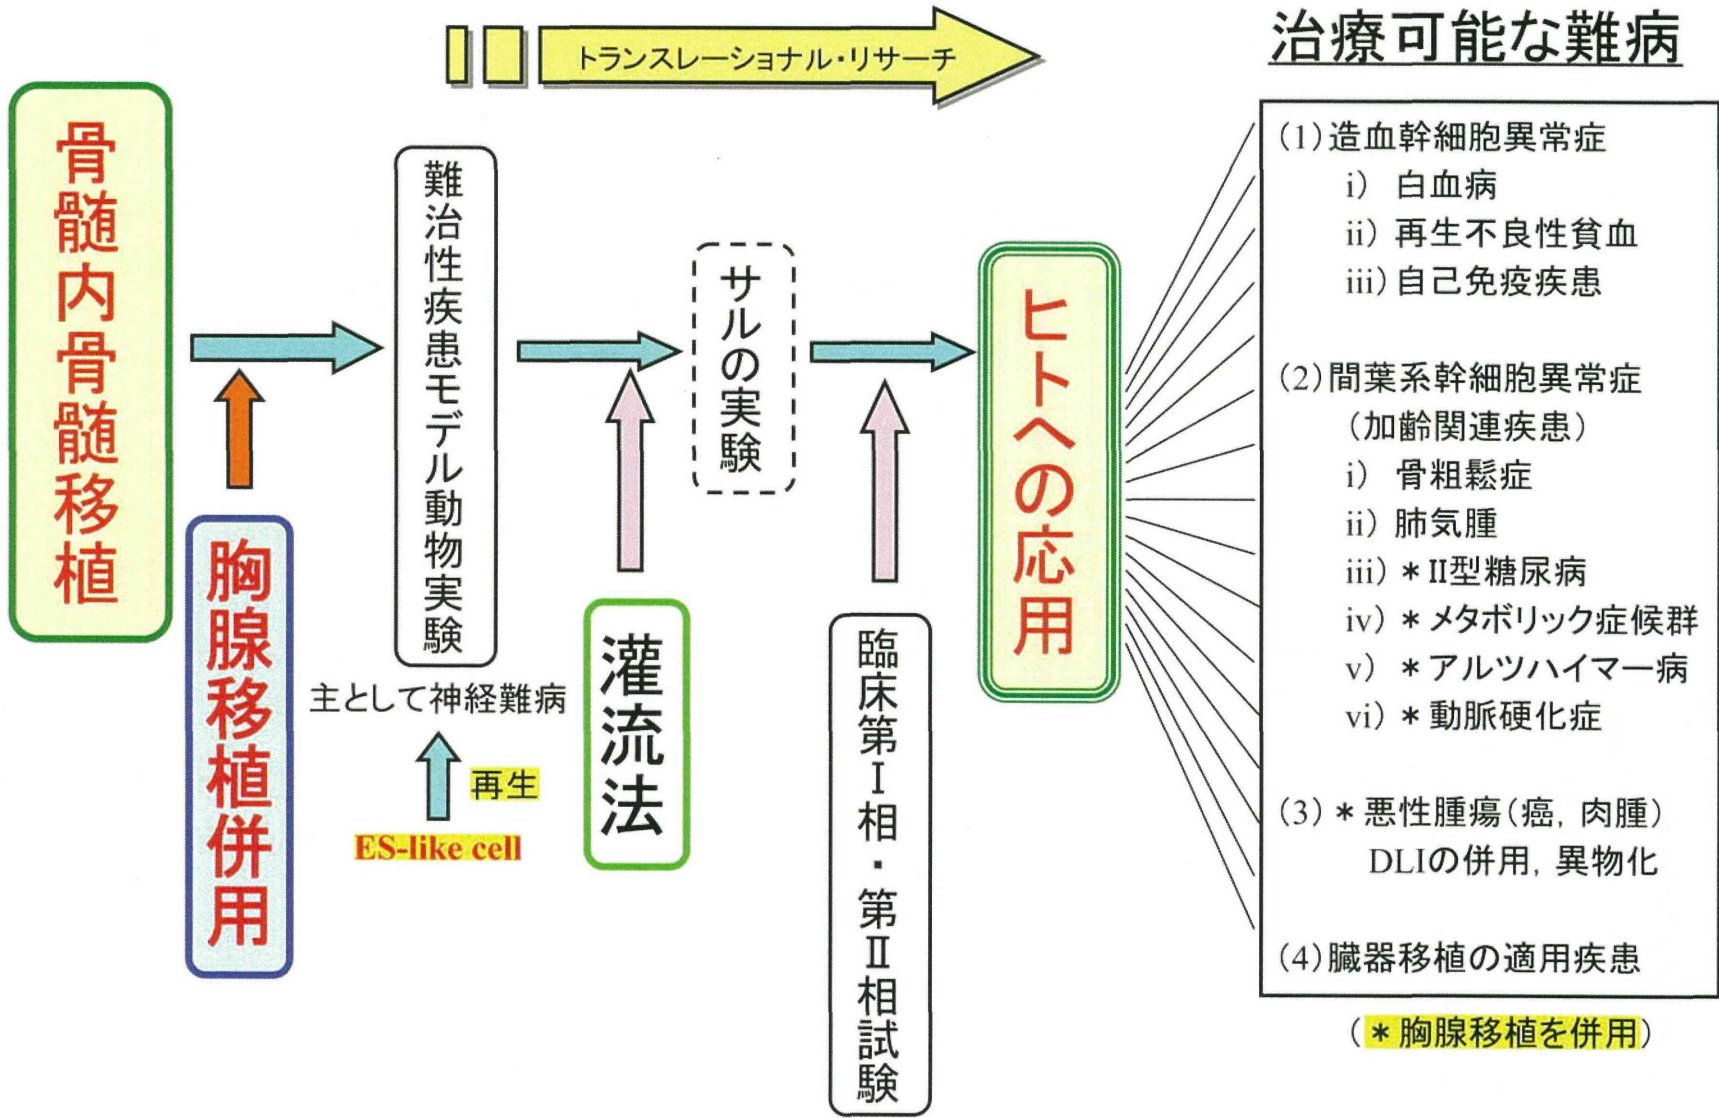 トランスレーショナル・リサーチ
治療可能な難病
骨髄内骨髄移植
胸腺移植併用
難治性疾患モデル動物実験
主として神経難病
再生
ES-like cell
灌流法
サルの実験
臨床第Ⅰ相・第Ⅱ相試験
ヒトへの応用
(1)造血幹細胞異常症
i) 白血病
ii) 再生不良性貧血
iii) 自己免疫疾患
(2)間葉系幹細胞異常症
(加齢関連疾患)
i) 骨粗鬆症
ii) 肺気腫
iii) ＊II型糖尿病
iv) ＊メタボリック症候群
v) ＊アルツハイマー病
vi) ＊動脈硬化症
(3)＊悪性腫瘍(癌, 肉腫)
DLIの併用, 異物化
(4)臓器移植の適用疾患
(＊胸腺移植を併用)